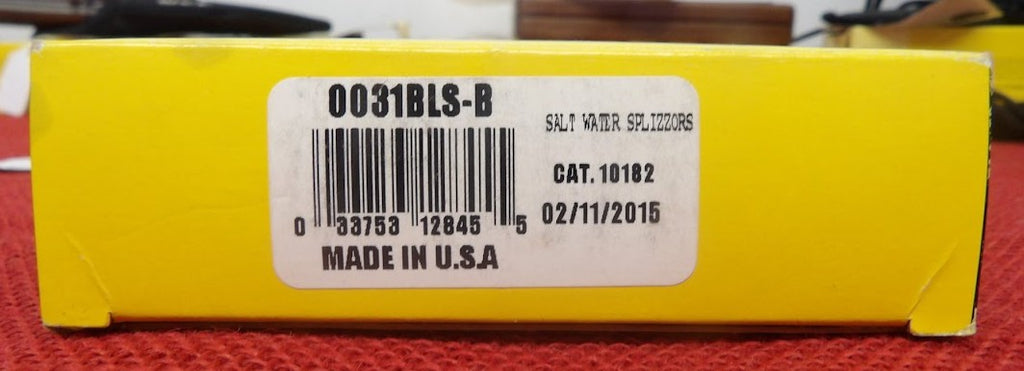 0031BLS-B
SALT WATER SPLIZZORS
CAT. 10182
02/11/2015
0 33753 12845 5
MADE IN U.S.A